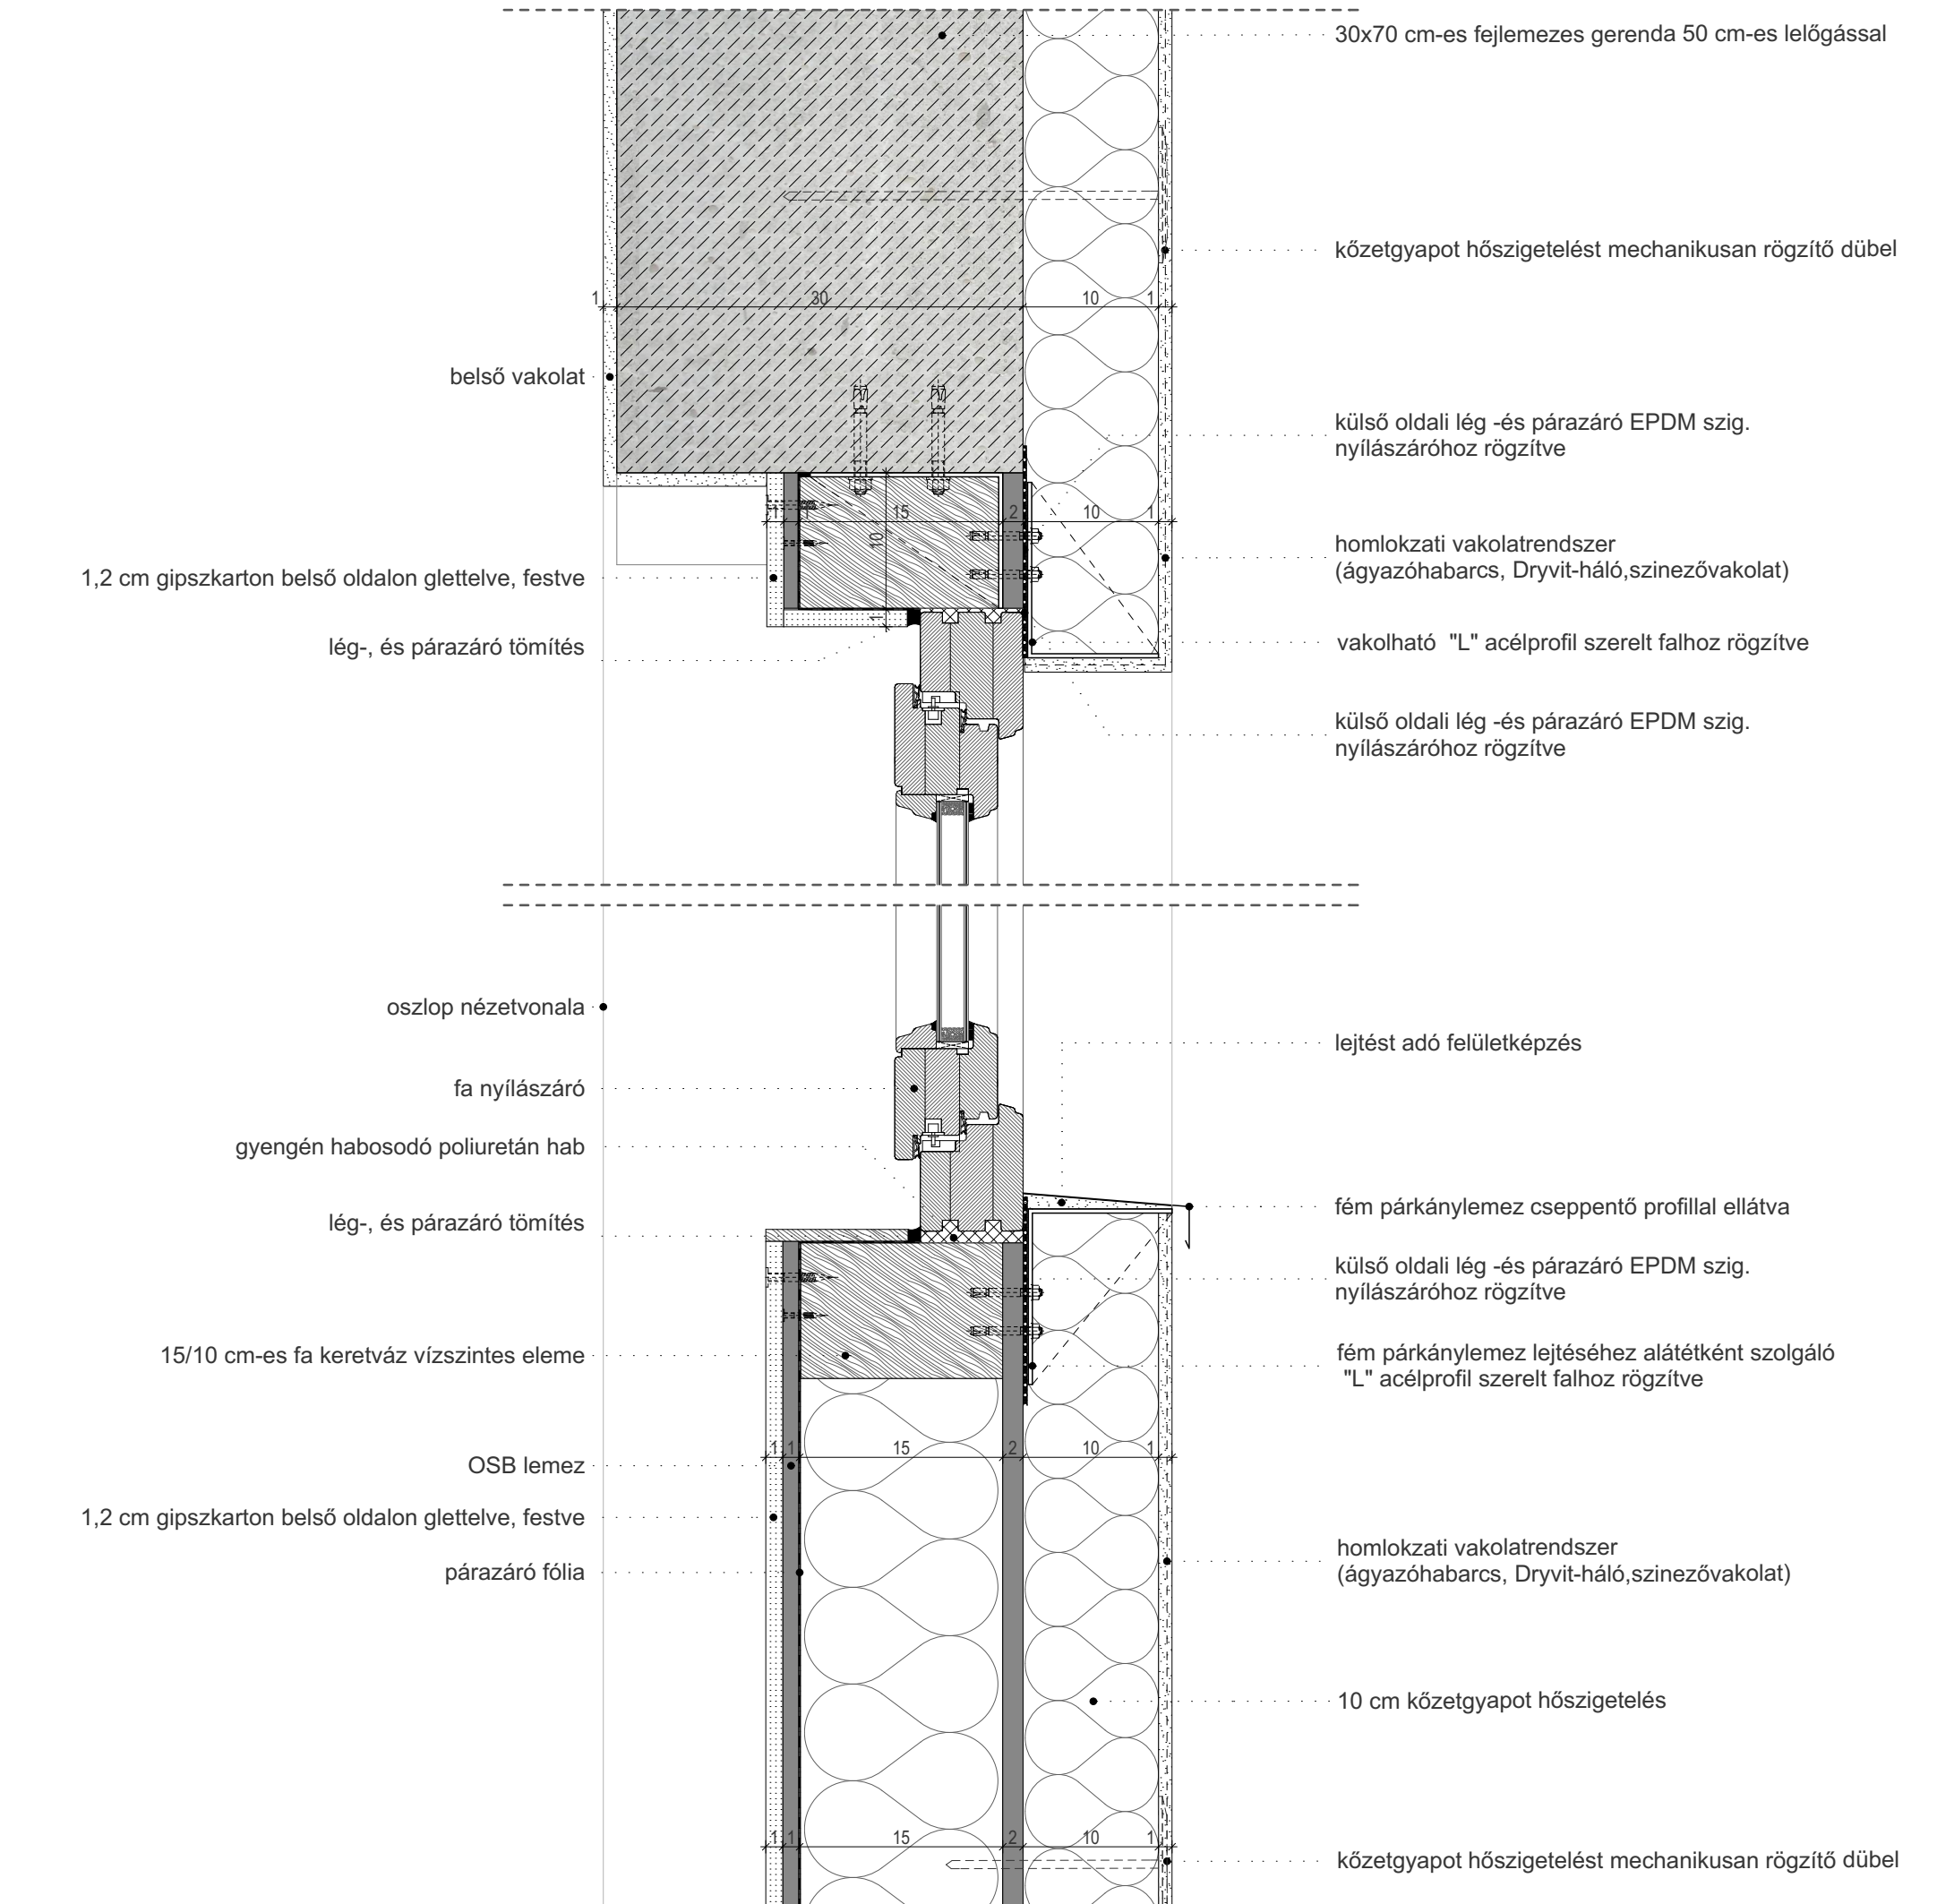 30x70 cm-es fejlemezes gerenda 50 cm-es lelőgással
kőzetgyapot hőszigetelést mechanikusan rögzítő dübel
1 30 10 1
belső vakolat
külső oldali lég -és párazáró EPDM szig.
nyílászáróhoz rögzítve
1 1 15 2 10 1
10
homlokzati vakolatrendszer
(ágyazóhabarcs, Dryvit-háló,szinezővakolat)
1,2 cm gipszkarton belső oldalon glettelve, festve
1
lég-, és párazáró tömítés
vakolható "L" acélprofil szerelt falhoz rögzítve
külső oldali lég -és párazáró EPDM szig.
nyílászáróhoz rögzítve
oszlop nézetvonala
lejtést adó felületképzés
fa nyílászáró
gyengén habosodó poliuretán hab
fém párkánylemez cseppentő profillal ellátva
lég-, és párazáró tömítés
külső oldali lég -és párazáró EPDM szig.
nyílászáróhoz rögzítve
15/10 cm-es fa keretváz vízszintes eleme
fém párkánylemez lejtéséhez alátétként szolgáló
"L" acélprofil szerelt falhoz rögzítve
1 1 15 2 10 1
OSB lemez
1,2 cm gipszkarton belső oldalon glettelve, festve
homlokzati vakolatrendszer
(ágyazóhabarcs, Dryvit-háló,szinezővakolat)
párazáró fólia
10 cm kőzetgyapot hőszigetelés
1 1 15 2 10 1
kőzetgyapot hőszigetelést mechanikusan rögzítő dübel